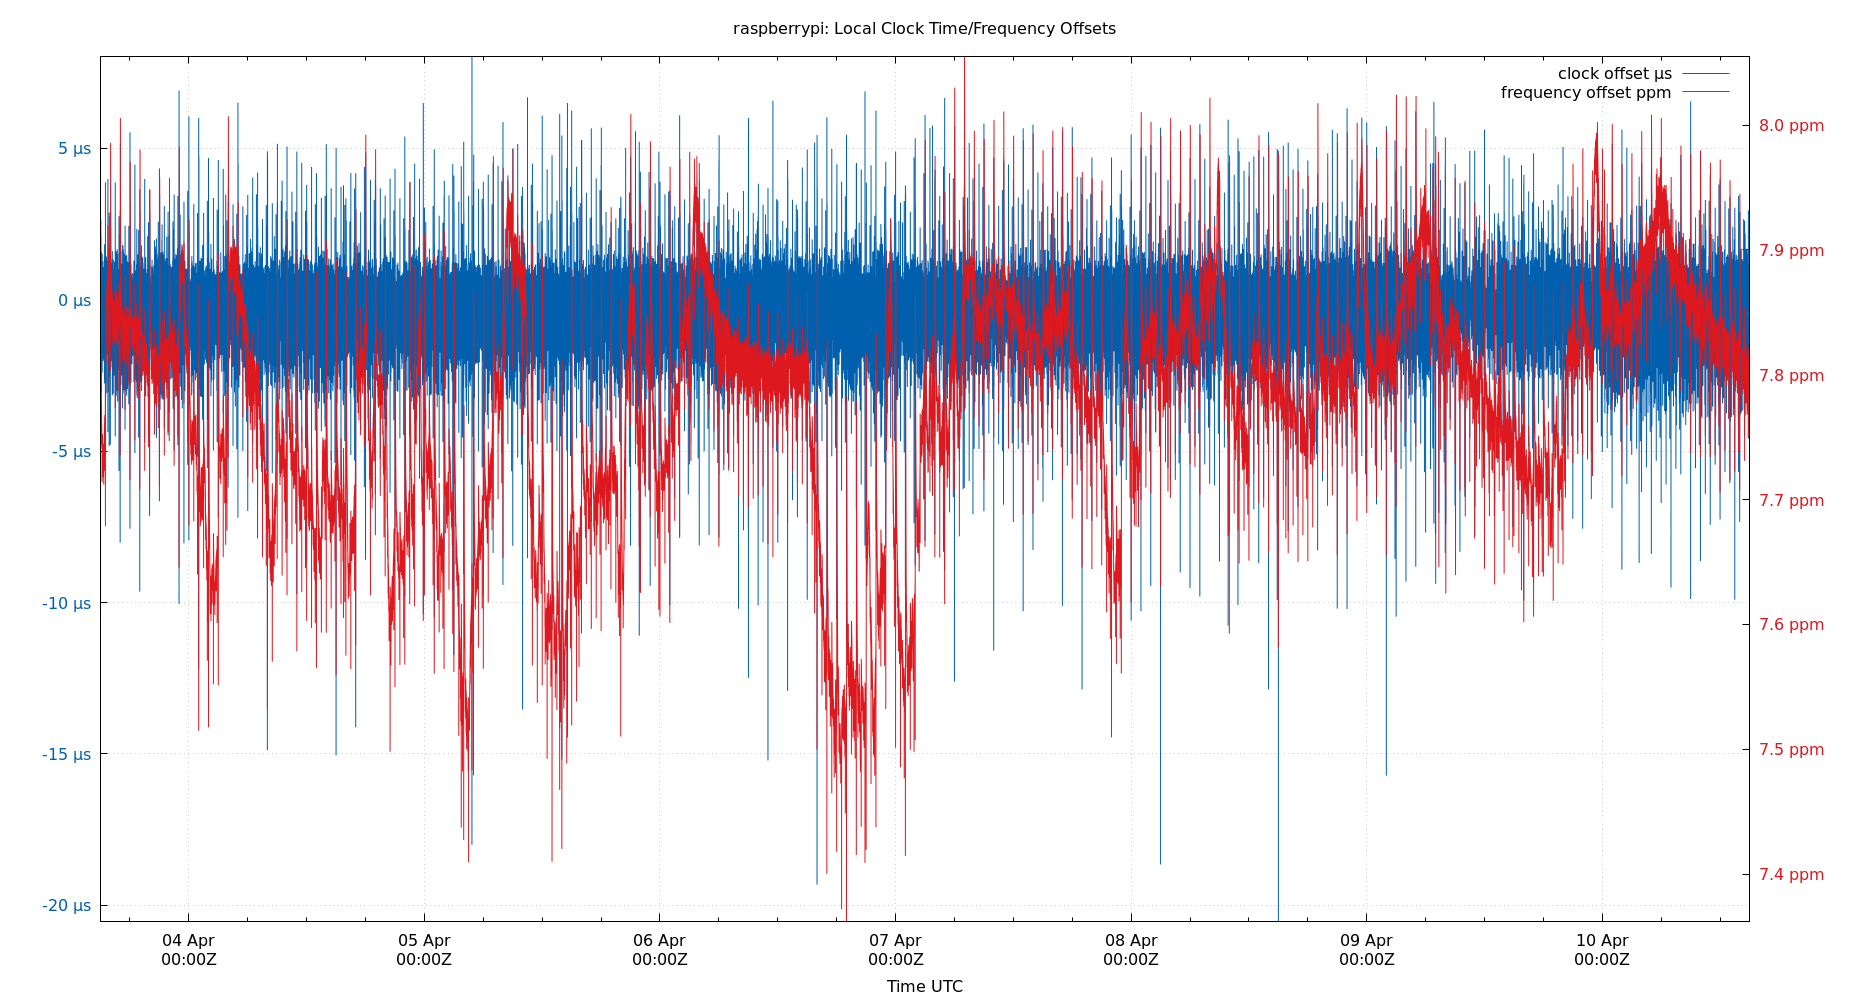 raspberrypi: Local Clock Time/Frequency Offsets
clock offset µs
frequency offset ppm
5 µs
0 µs
-5 µs
-10 µs
-15 µs
-20 µs
8.0 ppm
7.9 ppm
7.8 ppm
7.7 ppm
7.6 ppm
7.5 ppm
7.4 ppm
04 Apr
00:00Z
05 Apr
00:00Z
06 Apr
00:00Z
07 Apr
00:00Z
08 Apr
00:00Z
09 Apr
00:00Z
10 Apr
00:00Z
Time UTC